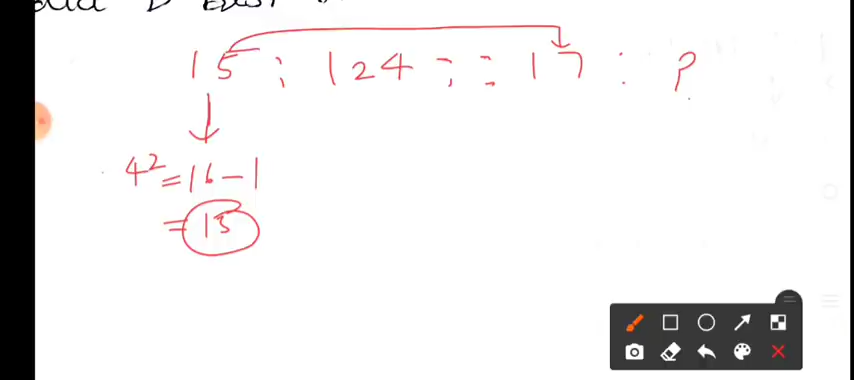 15 : 124 :: 17 : ?
4² = 16 - 1
= 15